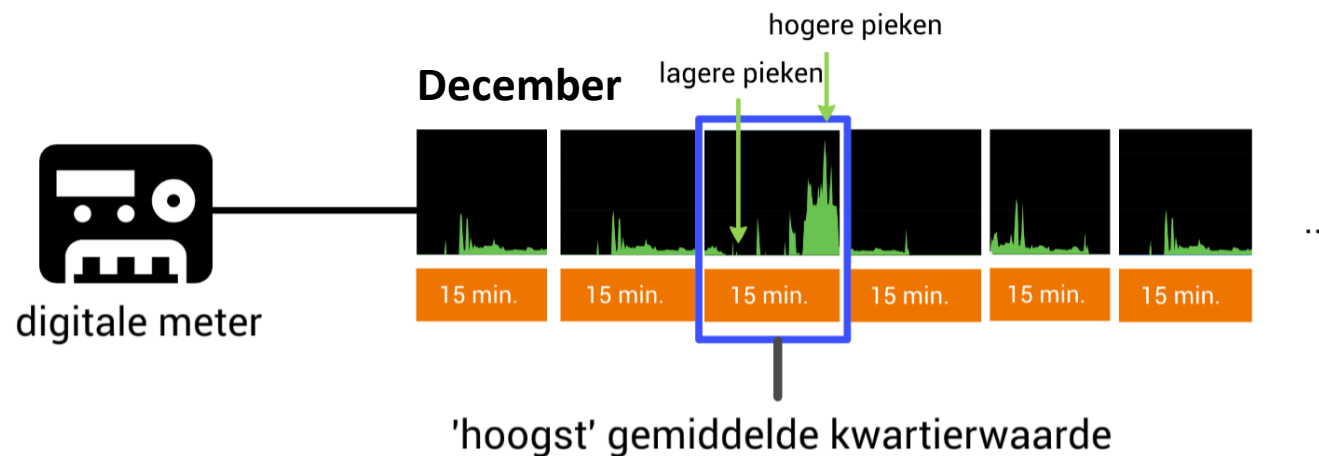 hogere pieken
lagere pieken
December
15 min.
15 min.
15 min.
15 min.
15 min.
15 min.
..
digitale meter
'hoogst' gemiddelde kwartierwaarde